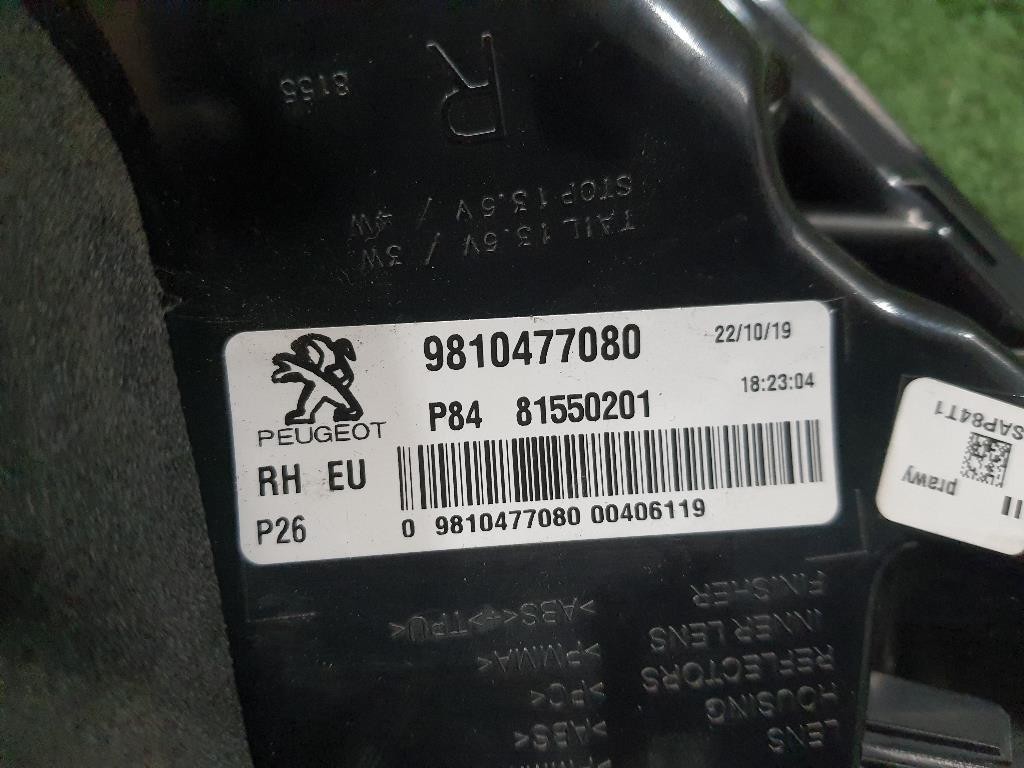 R
8155
TAIL 13.5V / 3W
STOP 13.5V / 4W
PEUGEOT
9810477080
22/10/19
P84 81550201
18:23:04
RH EU
P26
0 9810477080 00406119
SAP84T1
prawy
FINISHER >ABS<+>TPU<
INNER LENS >PMMA<
REFLECTORS >PC<
HOUSING >ABS<
LENS